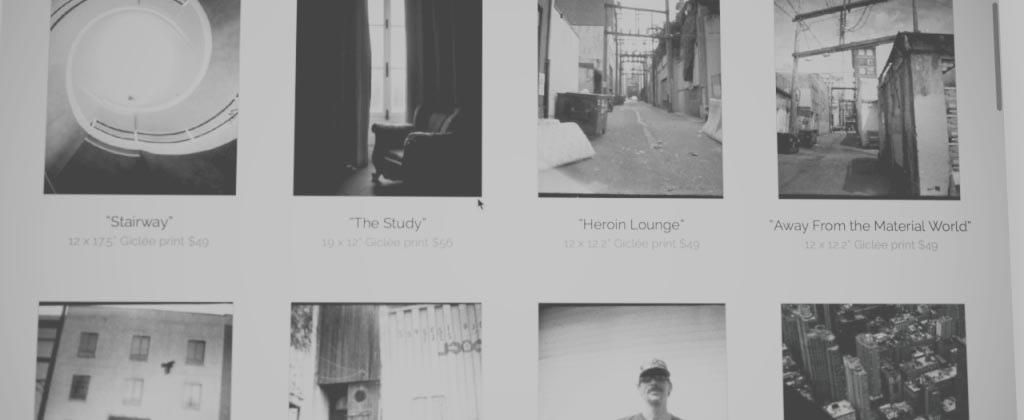 "Stairway"
12 x 17.5" Giclée print $49
"The Study"
19 x 12" Giclée print $56
"Heroin Lounge"
12 x 12.2" Giclée print $49
"Away From the Material World"
12 x 12.2" Giclée print $49